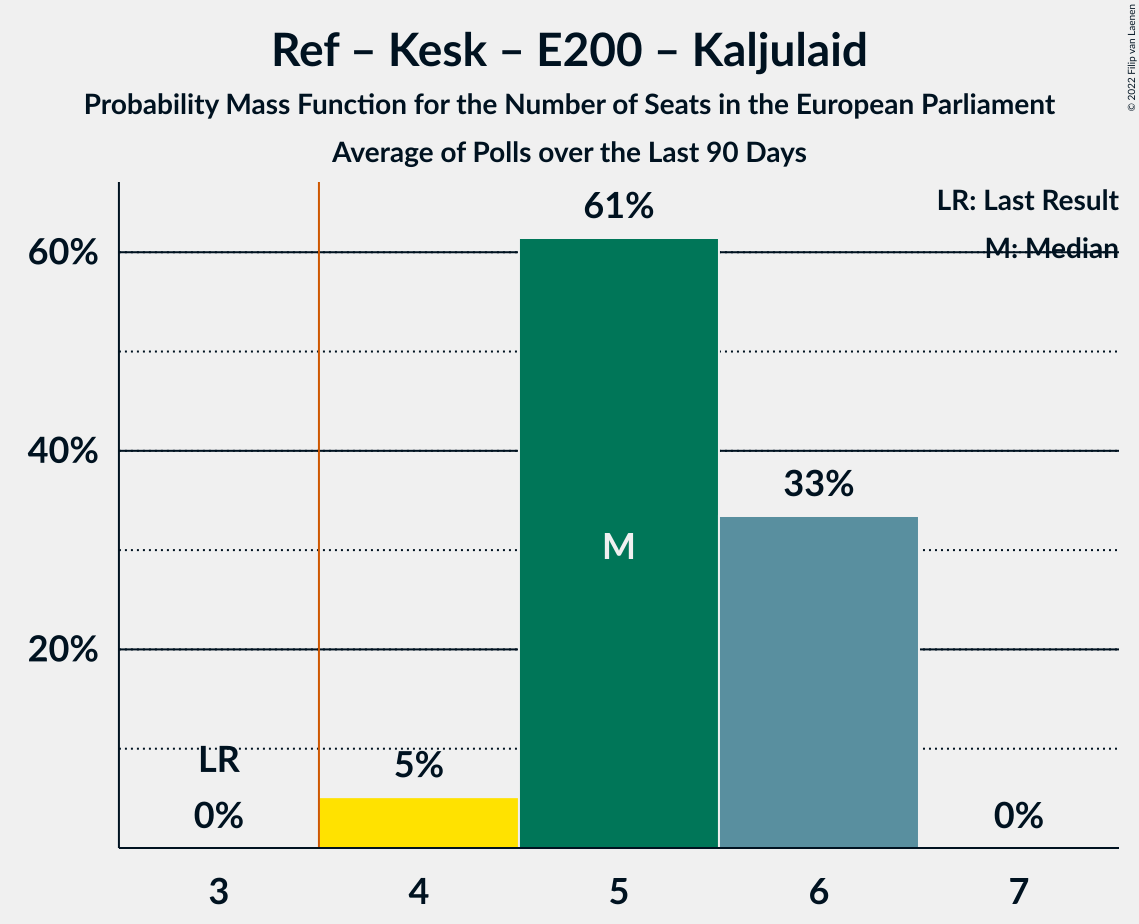 Ref – Kesk – E200 – Kaljulaid
Probability Mass Function for the Number of Seats in the European Parliament
Average of Polls over the Last 90 Days
© 2022 Filip van Laenen
LR: Last Result
M: Median
61%
60%
40%
33%
M
20%
LR
5%
0%
0%
3 4 5 6 7